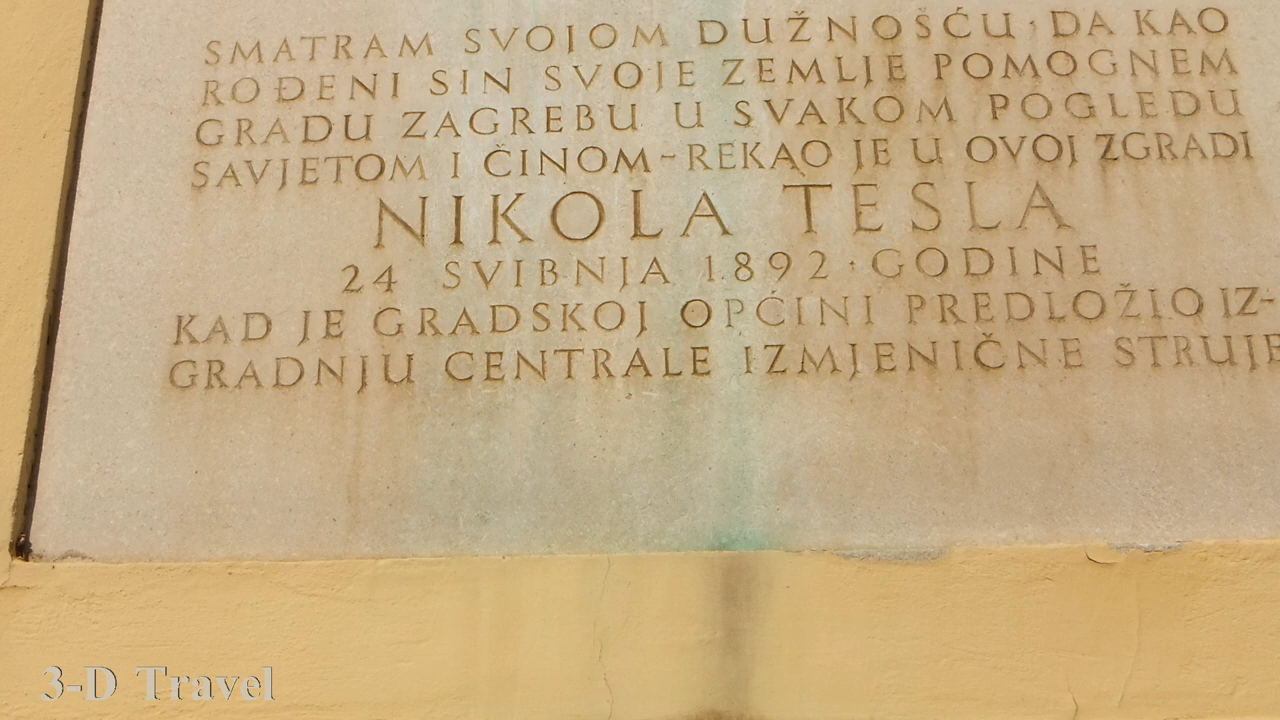 SMATRAM SVOJOM DUŽNOŠĆU, DA KAO
ROĐENI SIN SVOJE ZEMLJE POMOGNEM
GRADU ZAGREBU U SVAKOM POGLEDU
SAVJETOM I ČINOM-REKAO JE U OVOJ ZGRADI
NIKOLA TESLA
24 SVIBNJA 1892. GODINE
KAD JE GRADSKOJ OPĆINI PREDLOŽIO IZ-
GRADNJU CENTRALE IZMJENIČNE STRUJE
3-D Travel